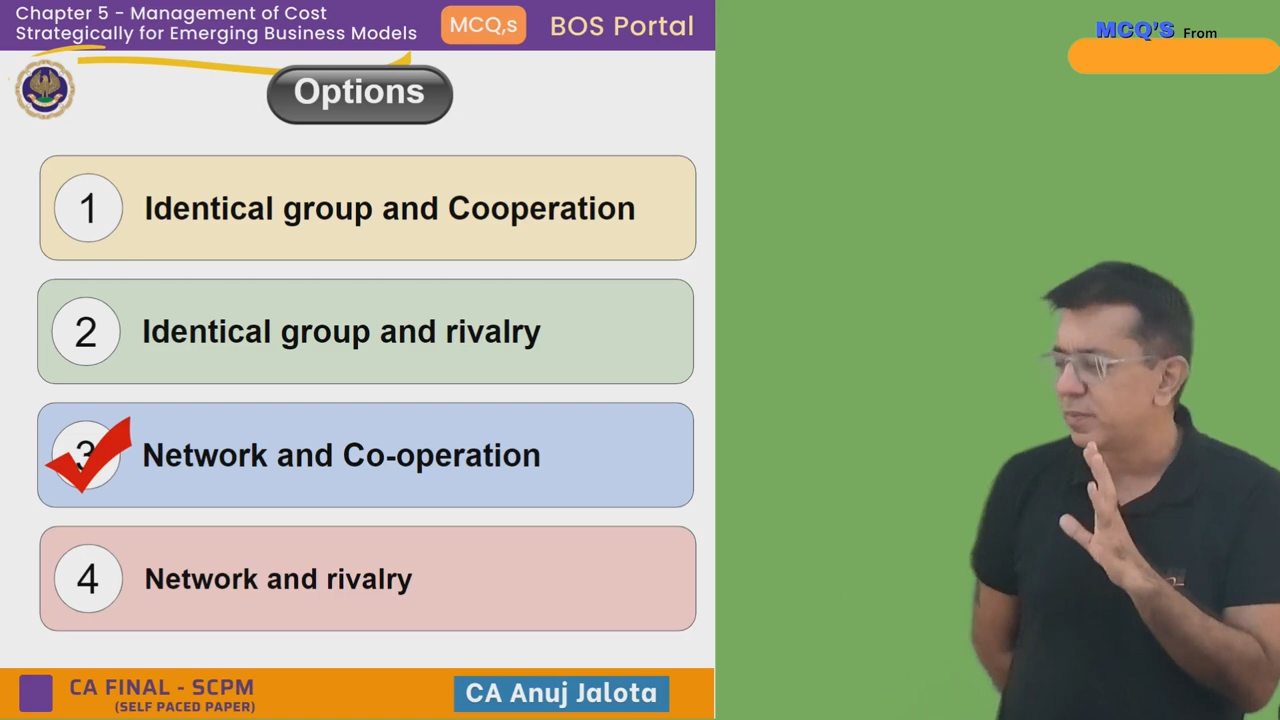 Chapter 5 - Management of Cost
Strategically for Emerging Business Models
MCQ,s
BOS Portal
MCQ'S From
Options
1
Identical group and Cooperation
2
Identical group and rivalry
3
Network and Co-operation
4
Network and rivalry
CA FINAL - SCPM
(SELF PACED PAPER)
CA Anuj Jalota